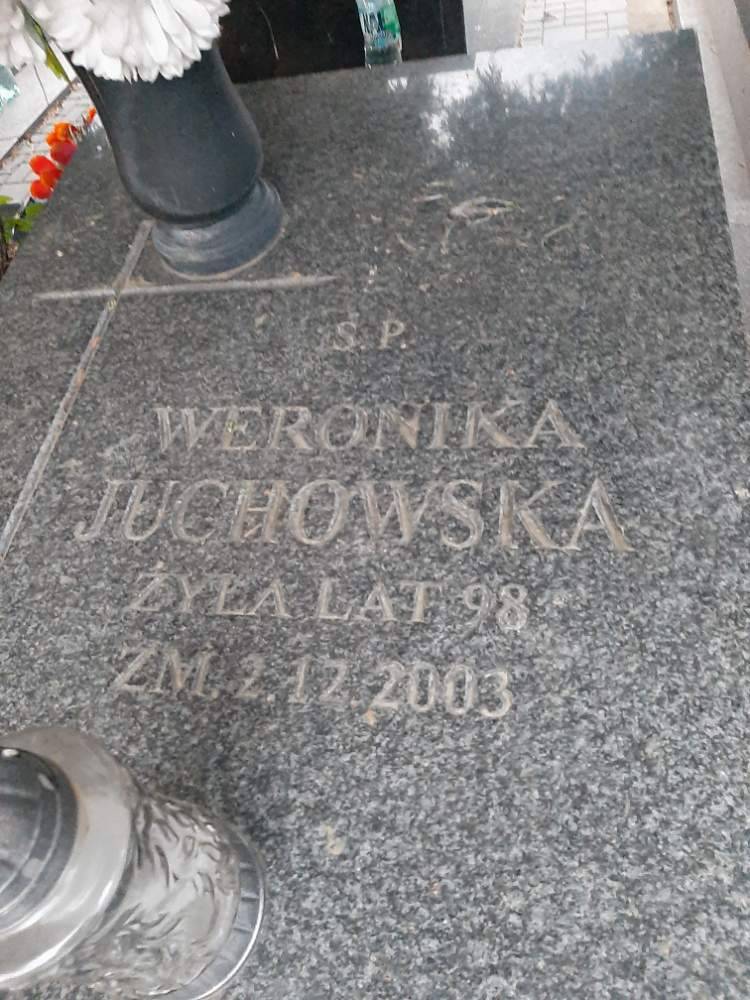 Ś. P.
WERONIKA
JUCHOWSKA
ŻYŁA LAT 98
ZM. 2.12.2003